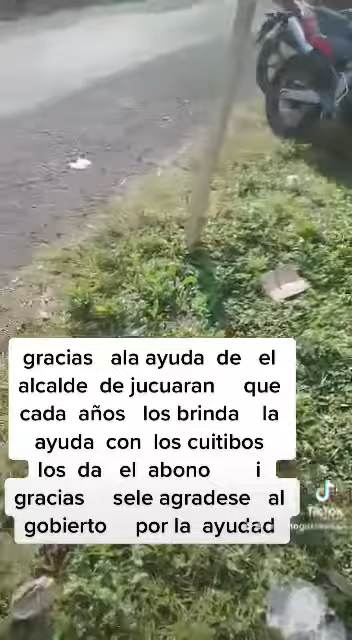 gracias ala ayuda de el
alcalde de jucuaran que
cada años los brinda la
ayuda con los cuitibos
los da el abono i
gracias sele agradese al
gobierto por la ayudad
TikTok